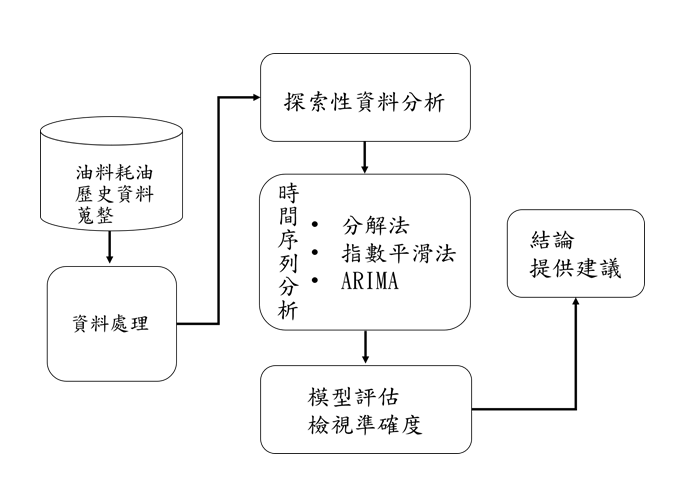 油料耗油
歷史資料
蒐整
資料處理
探索性資料分析
時間序列分析
• 分解法
• 指數平滑法
• ARIMA
模型評估
檢視準確度
結論
提供建議